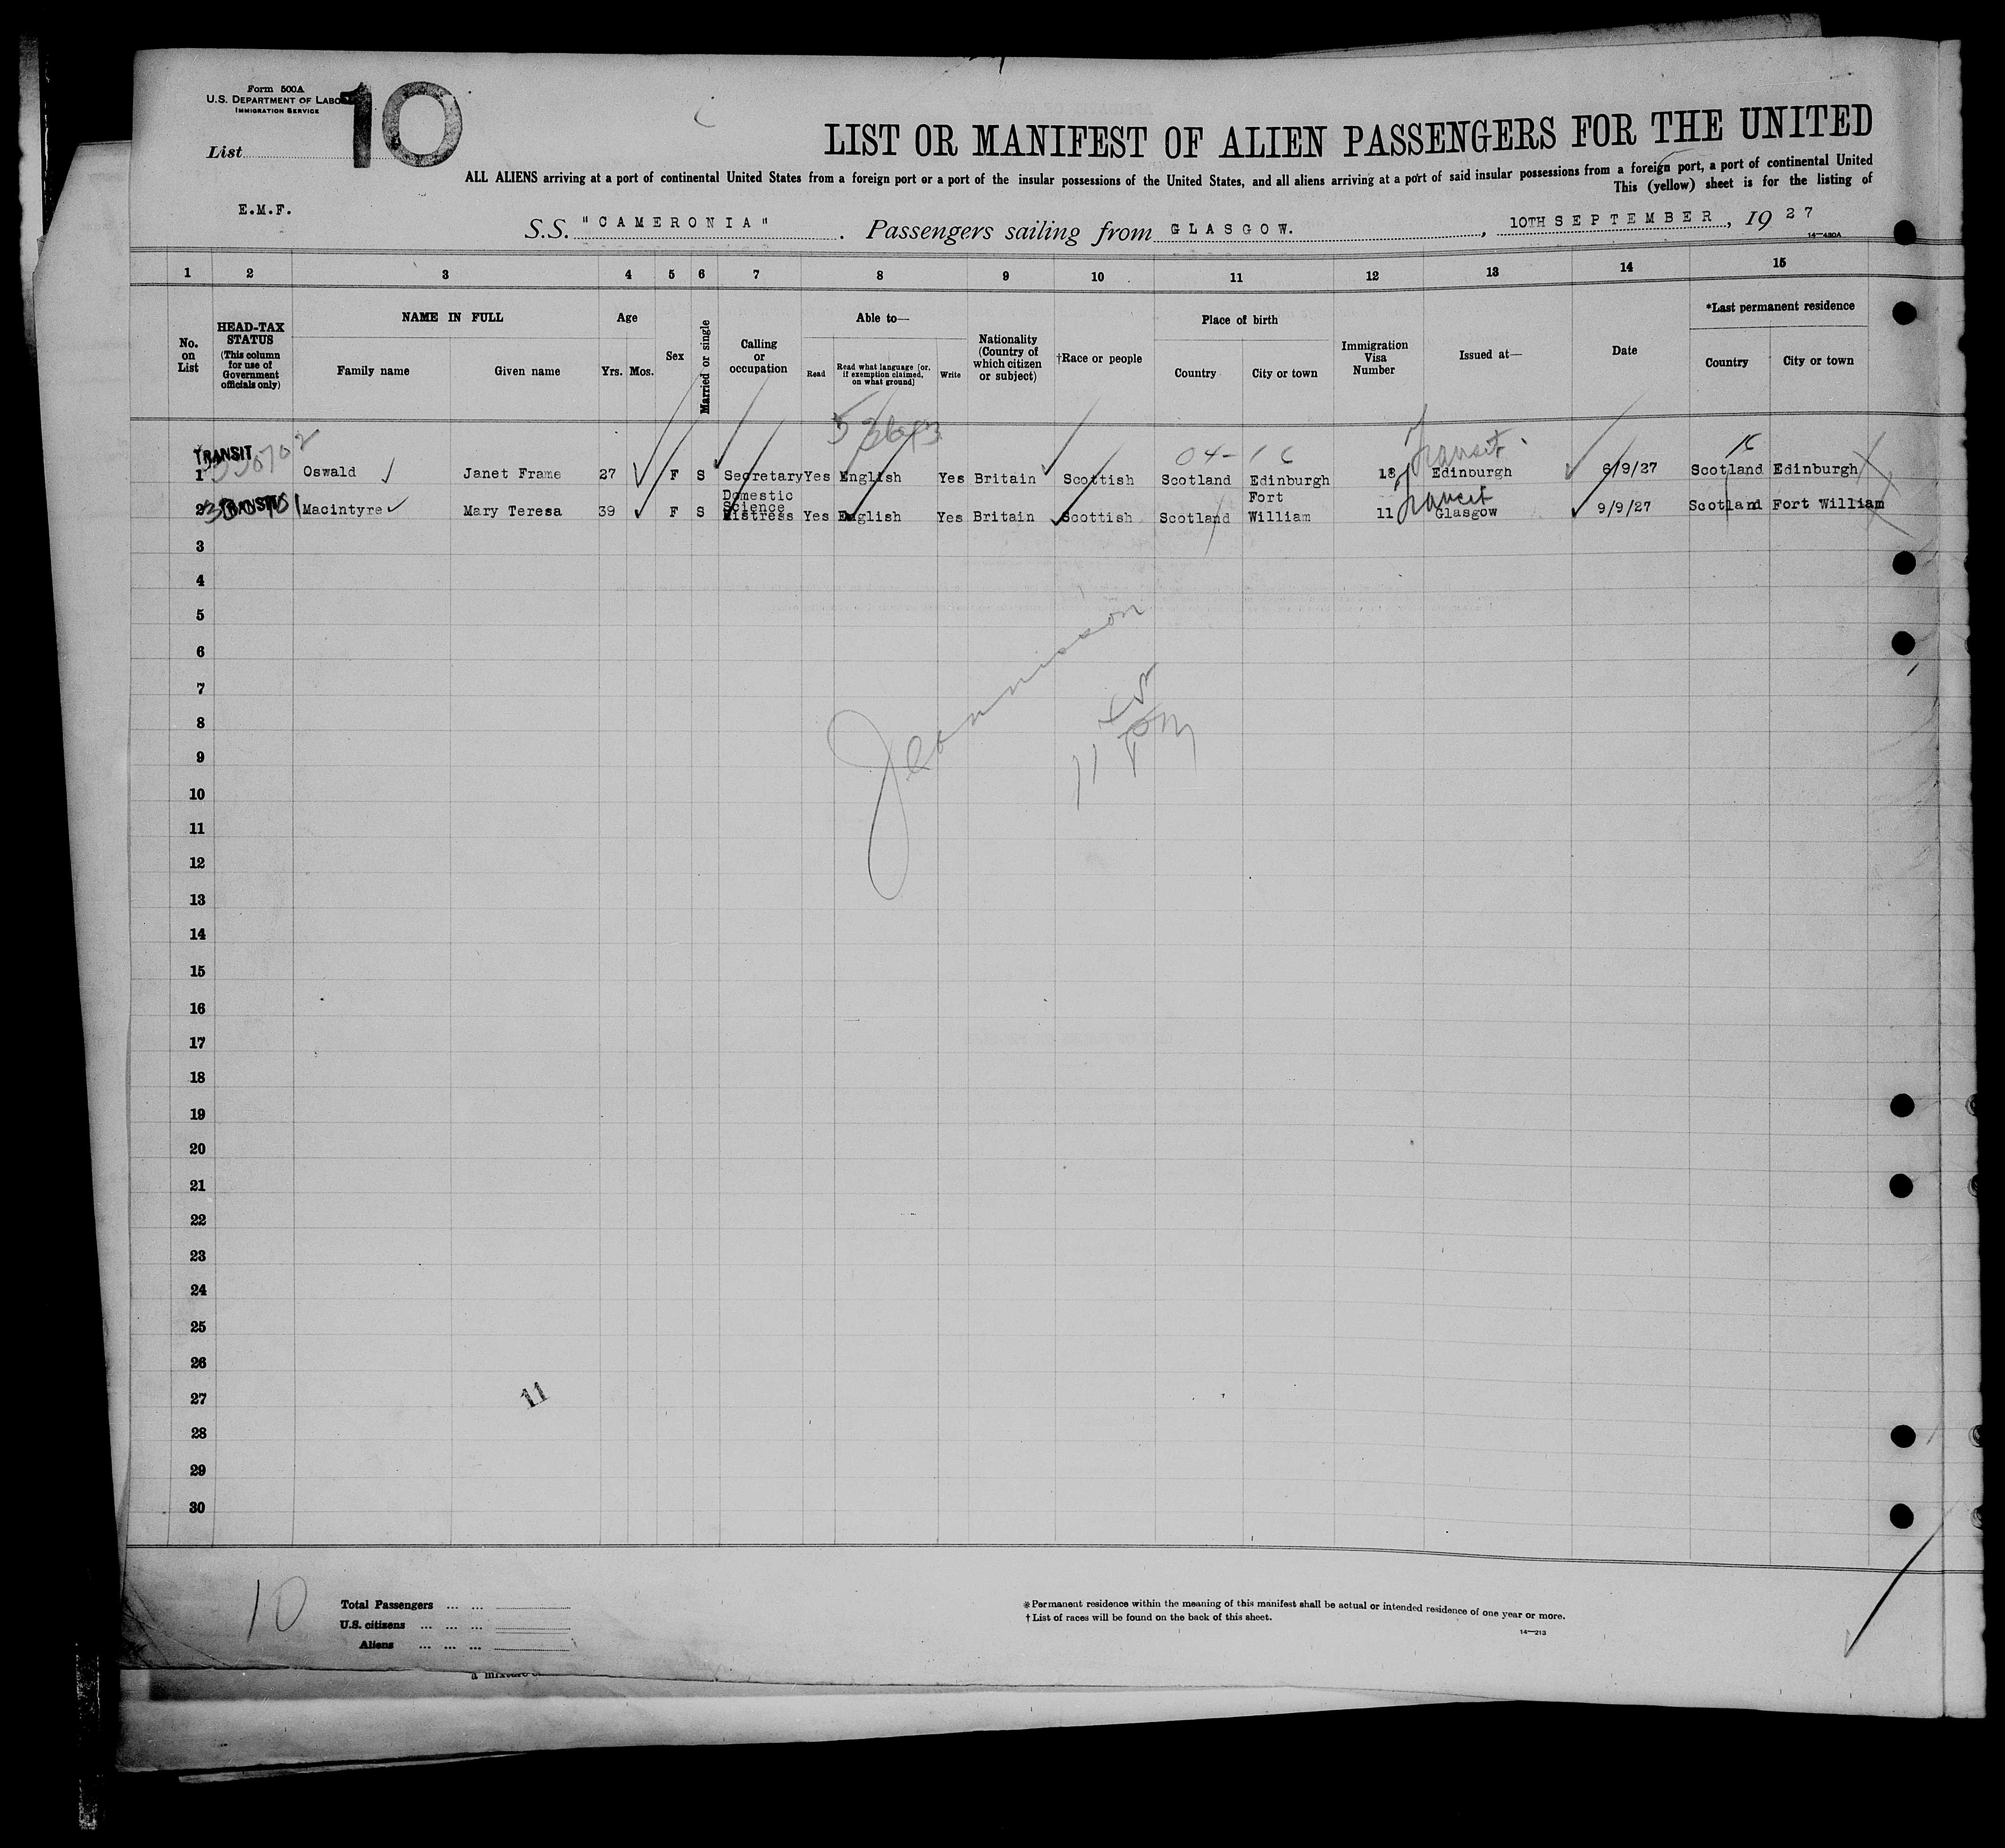 Form 500A
U.S. DEPARTMENT OF LABOR
IMMIGRATION SERVICE
10
List
LIST OR MANIFEST OF ALIEN PASSENGERS FOR THE UNITED
ALL ALIENS arriving at a port of continental United States from a foreign port or a port of the insular possessions of the United States, and all aliens arriving at a port of said insular possessions from a foreign port, a port of continental United
This (yellow) sheet is for the listing of
E.M.F.
S.S. "CAMERONIA" . Passengers sailing from GLASGOW. , 10TH SEPTEMBER , 19 27
14—430A
1 2 3 4 5 6 7 8 9 10 11 12 13 14 15
No. on List
HEAD-TAX STATUS
(This column for use of Government officials only)
NAME IN FULL
Family name
Given name
Age
Yrs. Mos.
Sex
Married or single
Calling or occupation
Able to—
Read
Read what language [or, if exemption claimed, on what ground]
Write
Nationality (Country of which citizen or subject)
†Race or people
Place of birth
Country
City or town
Immigration Visa Number
Issued at—
Date
*Last permanent residence
Country
City or town
04-16
Transit
16
TRANSIT
1 Oswald Janet Frame 27 F S Secretary Yes English Yes Britain Scottish Scotland Edinburgh 18 Edinburgh 6/9/27 Scotland Edinburgh
TRANSIT
Transit
2 Macintyre Mary Teresa 39 F S Domestic Science Mistress Yes English Yes Britain Scottish Scotland Fort William 11 Glasgow 9/9/27 Scotland Fort William
3
4
5
6
7
8
9
10
11
12
13
14
15
16
17
18
19
20
21
22
23
24
25
26
27
28
29
30
Jeannisson
11
pm
11
10
Total Passengers
U.S. citizens
Aliens
*Permanent residence within the meaning of this manifest shall be actual or intended residence of one year or more.
†List of races will be found on the back of this sheet.
14—213